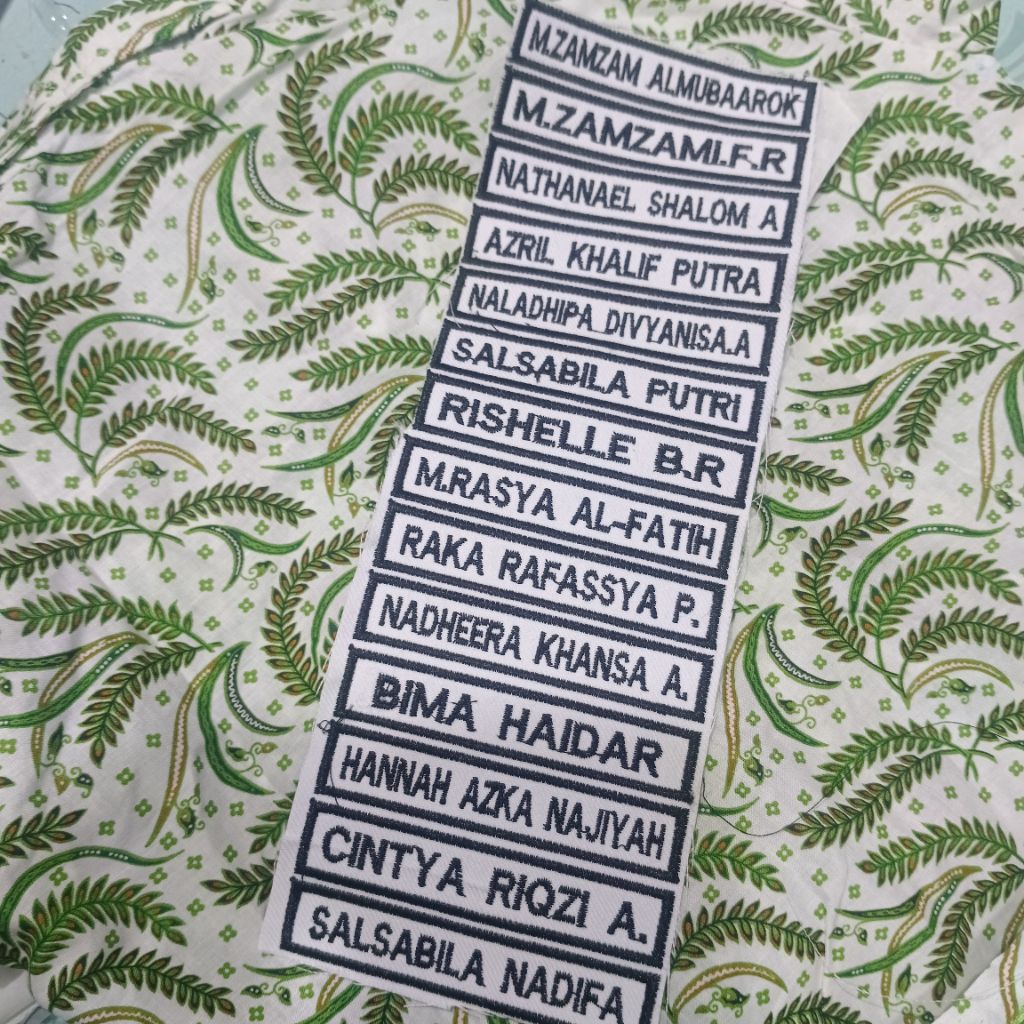 M.ZAMZAM ALMUBAAROK
M.ZAMZAMI.F.R
NATHANAEL SHALOM A
AZRIL KHALIF PUTRA
NALADHIPA DIVYANISA.A
SALSABILA PUTRI
RISHELLE B.R
M.RASYA AL-FATIH
RAKA RAFASSYA P.
NADHEERA KHANSA A.
BIMA HAIDAR
HANNAH AZKA NAJIYAH
CINTYA RIQZI A.
SALSABILA NADIFA